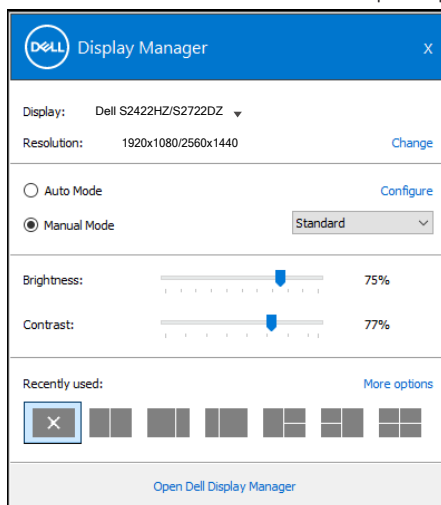 DELL Display Manager X
Display: Dell S2422HZ/S2722DZ
Resolution: 1920x1080/2560x1440 Change
Auto Mode Configure
Manual Mode Standard
Brightness: 75%
Contrast: 77%
Recently used: More options
Open Dell Display Manager